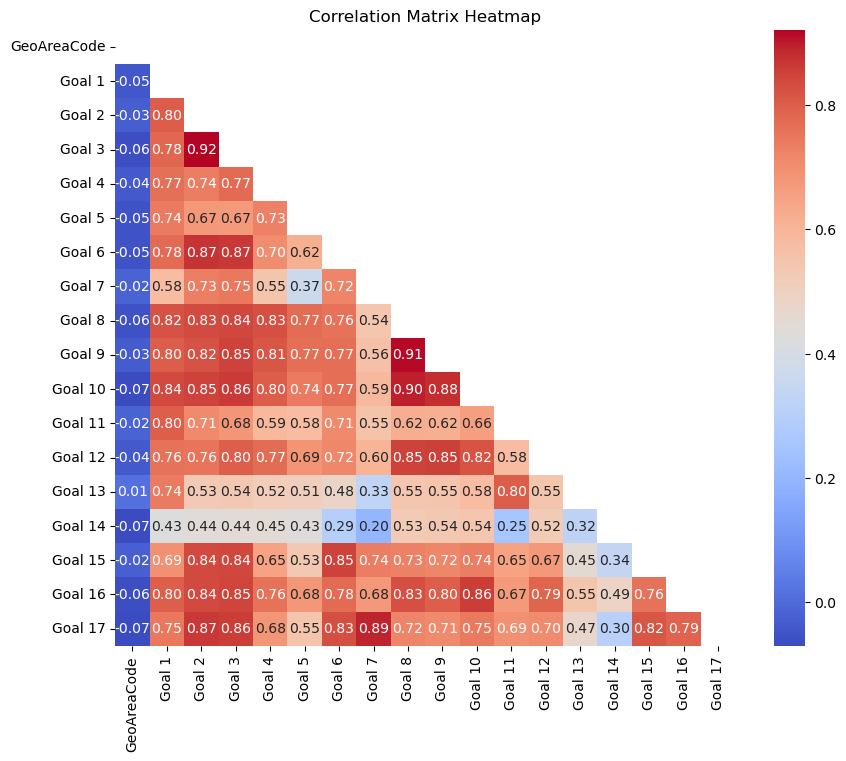 Correlation Matrix Heatmap
GeoAreaCode
Goal 1 -0.05
Goal 2 -0.03 0.80
Goal 3 -0.06 0.78 0.92
Goal 4 -0.04 0.77 0.74 0.77
Goal 5 -0.05 0.74 0.67 0.67 0.73
Goal 6 -0.05 0.78 0.87 0.87 0.70 0.62
Goal 7 -0.02 0.58 0.73 0.75 0.55 0.37 0.72
Goal 8 -0.06 0.82 0.83 0.84 0.83 0.77 0.76 0.54
Goal 9 -0.03 0.80 0.82 0.85 0.81 0.77 0.77 0.56 0.91
Goal 10 -0.07 0.84 0.85 0.86 0.80 0.74 0.77 0.59 0.90 0.88
Goal 11 -0.02 0.80 0.71 0.68 0.59 0.58 0.71 0.55 0.62 0.62 0.66
Goal 12 -0.04 0.76 0.76 0.80 0.77 0.69 0.72 0.60 0.85 0.85 0.82 0.58
Goal 13 0.01 0.74 0.53 0.54 0.52 0.51 0.48 0.33 0.55 0.55 0.58 0.80 0.55
Goal 14 -0.07 0.43 0.44 0.44 0.45 0.43 0.29 0.20 0.53 0.54 0.54 0.25 0.52 0.32
Goal 15 -0.02 0.69 0.84 0.84 0.65 0.53 0.85 0.74 0.73 0.72 0.74 0.65 0.67 0.45 0.34
Goal 16 -0.06 0.80 0.84 0.85 0.76 0.68 0.78 0.68 0.83 0.80 0.86 0.67 0.79 0.55 0.49 0.76
Goal 17 -0.07 0.75 0.87 0.86 0.68 0.55 0.83 0.89 0.72 0.71 0.75 0.69 0.70 0.47 0.30 0.82 0.79
GeoAreaCode
Goal 1
Goal 2
Goal 3
Goal 4
Goal 5
Goal 6
Goal 7
Goal 8
Goal 9
Goal 10
Goal 11
Goal 12
Goal 13
Goal 14
Goal 15
Goal 16
Goal 17
0.8
0.6
0.4
0.2
0.0